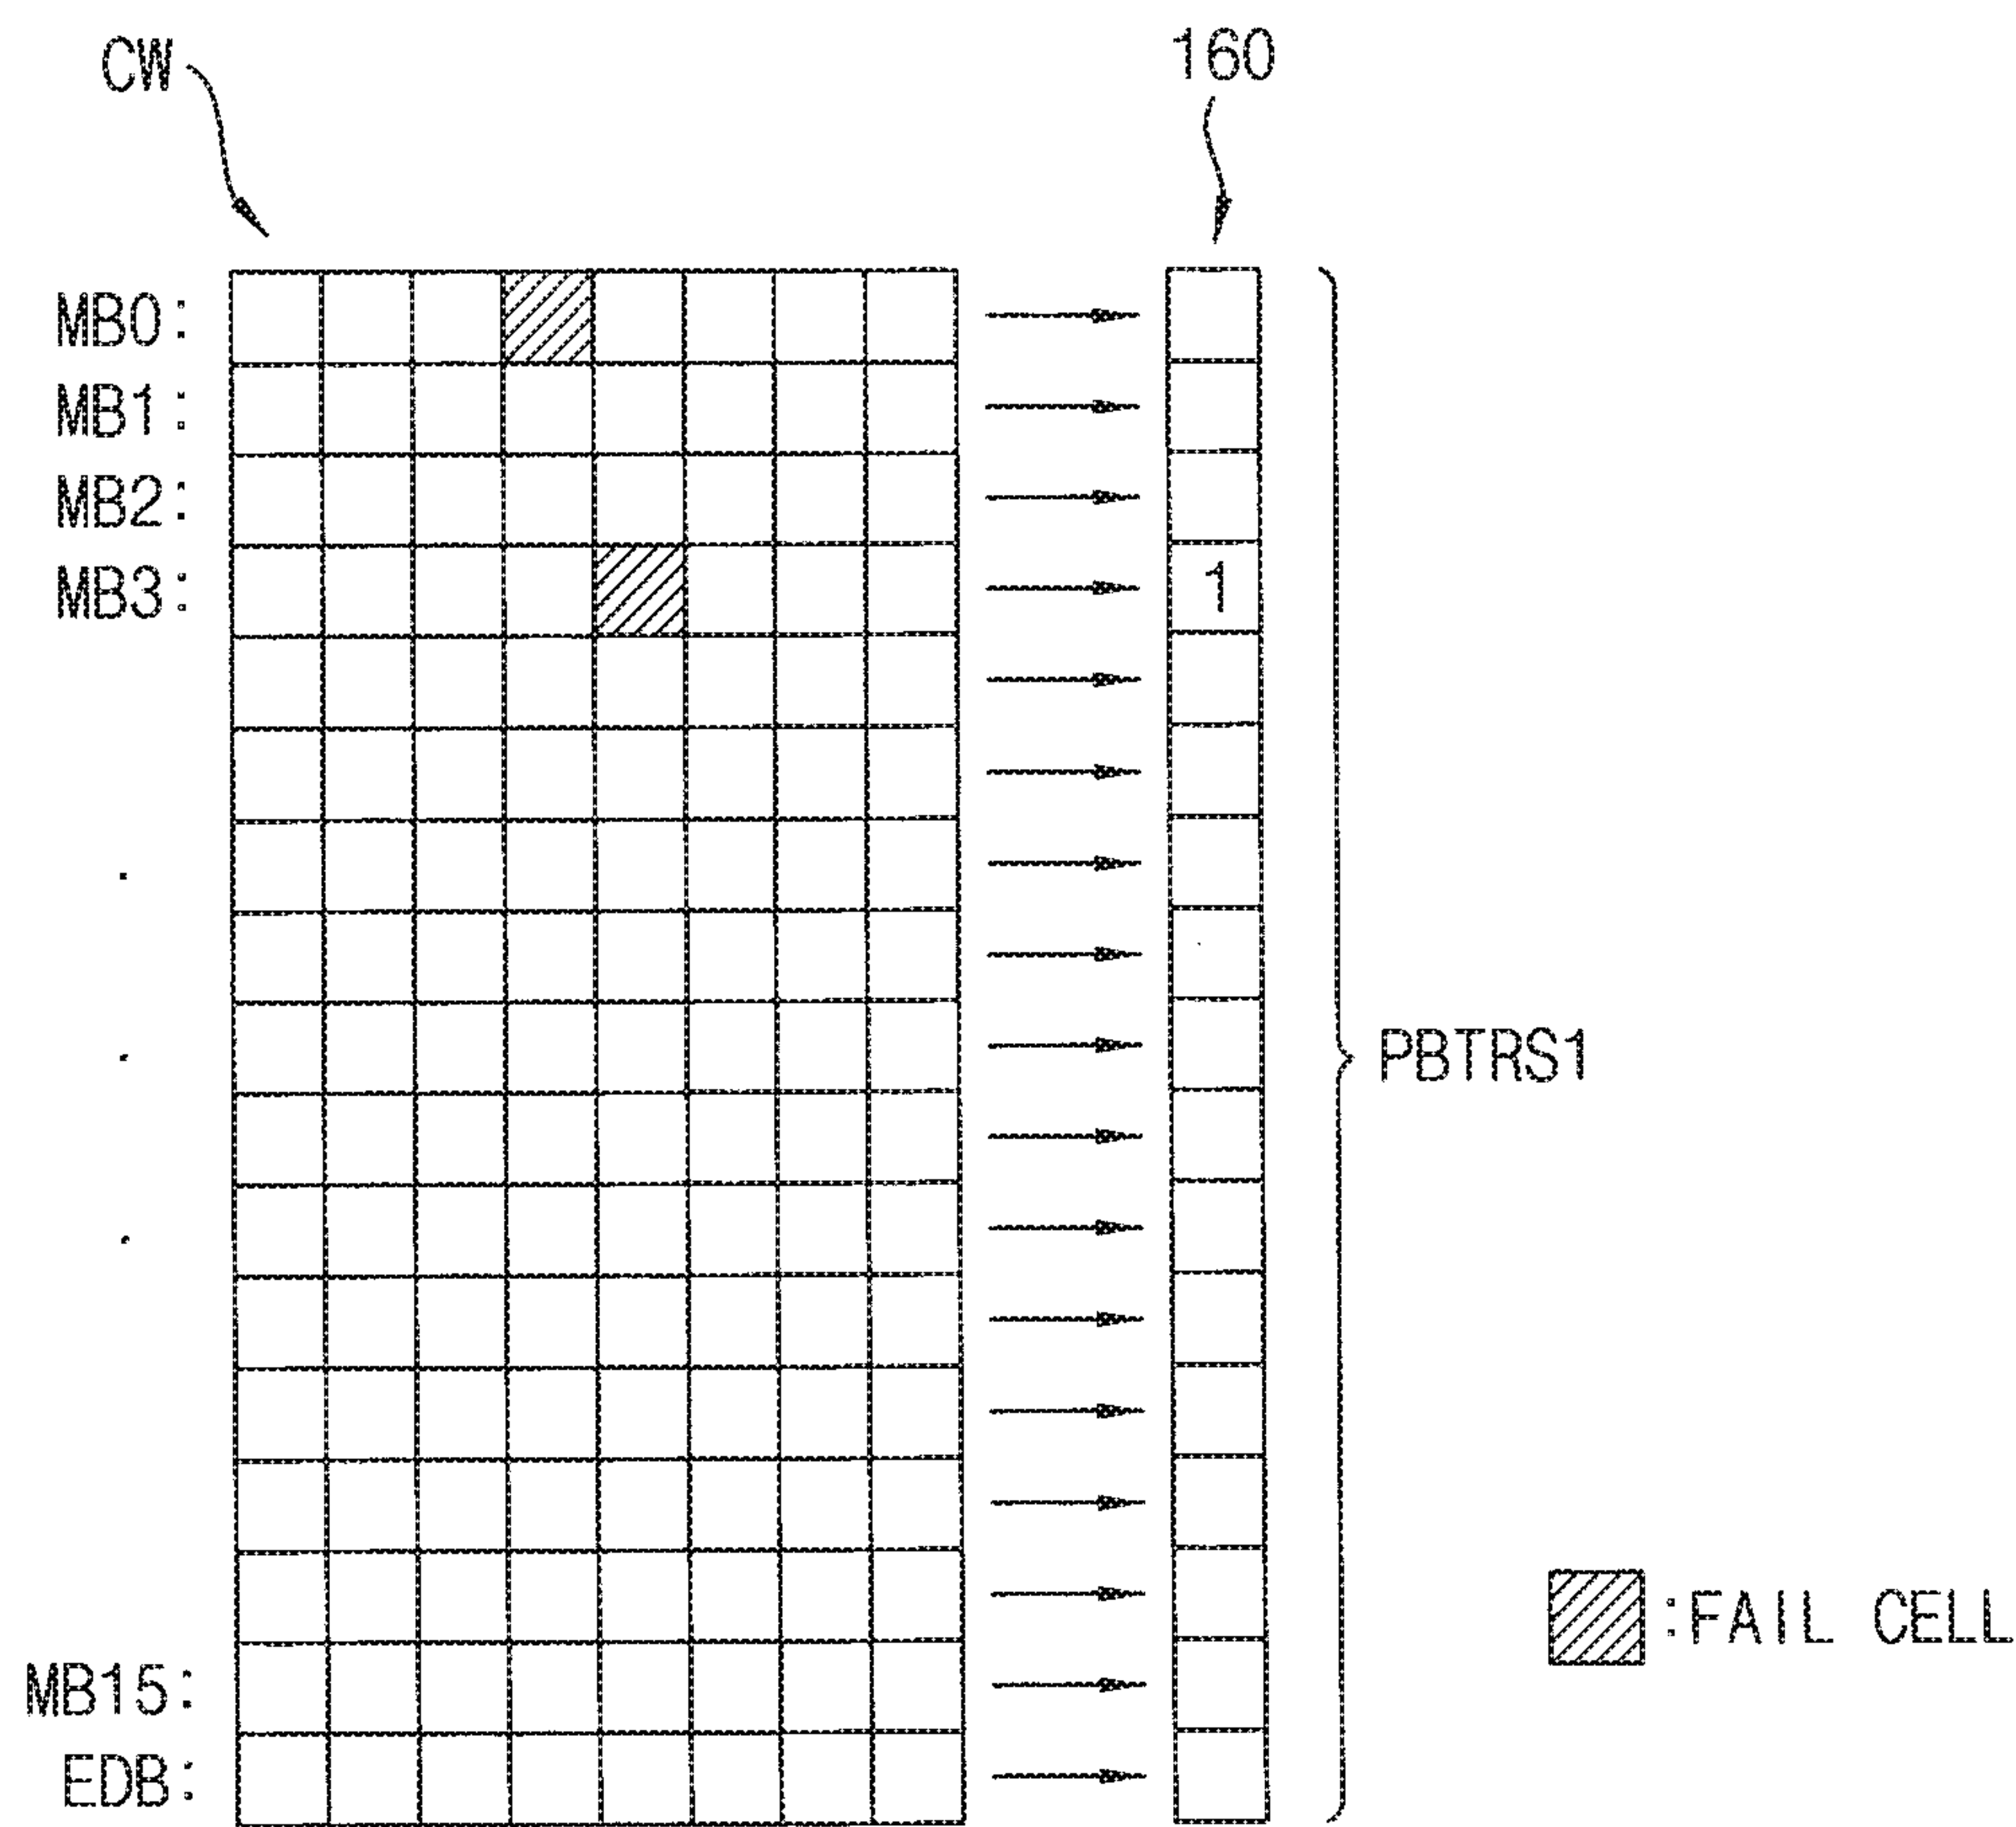 CW
160
MB0:
MB1:
MB2:
MB3:
1
PBTRS1
:FAIL CELL
MB15:
EDB: